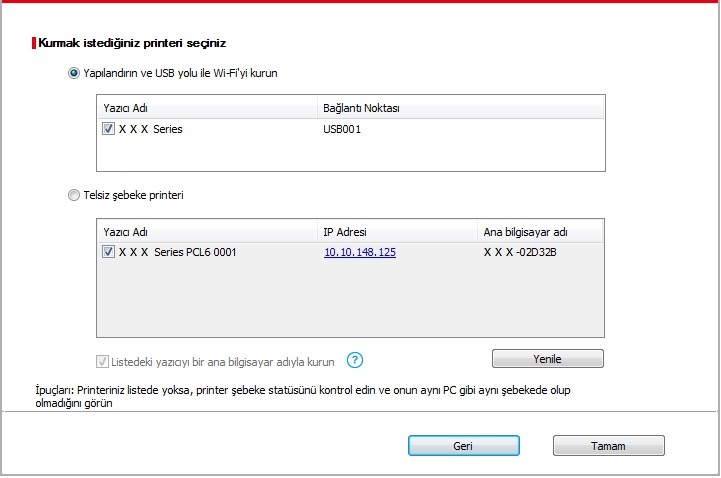 Kurmak istediğiniz printeri seçiniz
Yapılandırın ve USB yolu ile Wi-Fi'yi kurun
Yazıcı Adı Bağlantı Noktası
X X X Series USB001
Telsiz şebeke printeri
Yazıcı Adı IP Adresi Ana bilgisayar adı
X X X Series PCL6 0001 10.10.148.125 X X X -02D32B
Listedeki yazıcıyı bir ana bilgisayar adıyla kurun ? Yenile
İpuçları: Printeriniz listede yoksa, printer şebeke statüsünü kontrol edin ve onun aynı PC gibi aynı şebekede olup
olmadığını görün
Geri Tamam